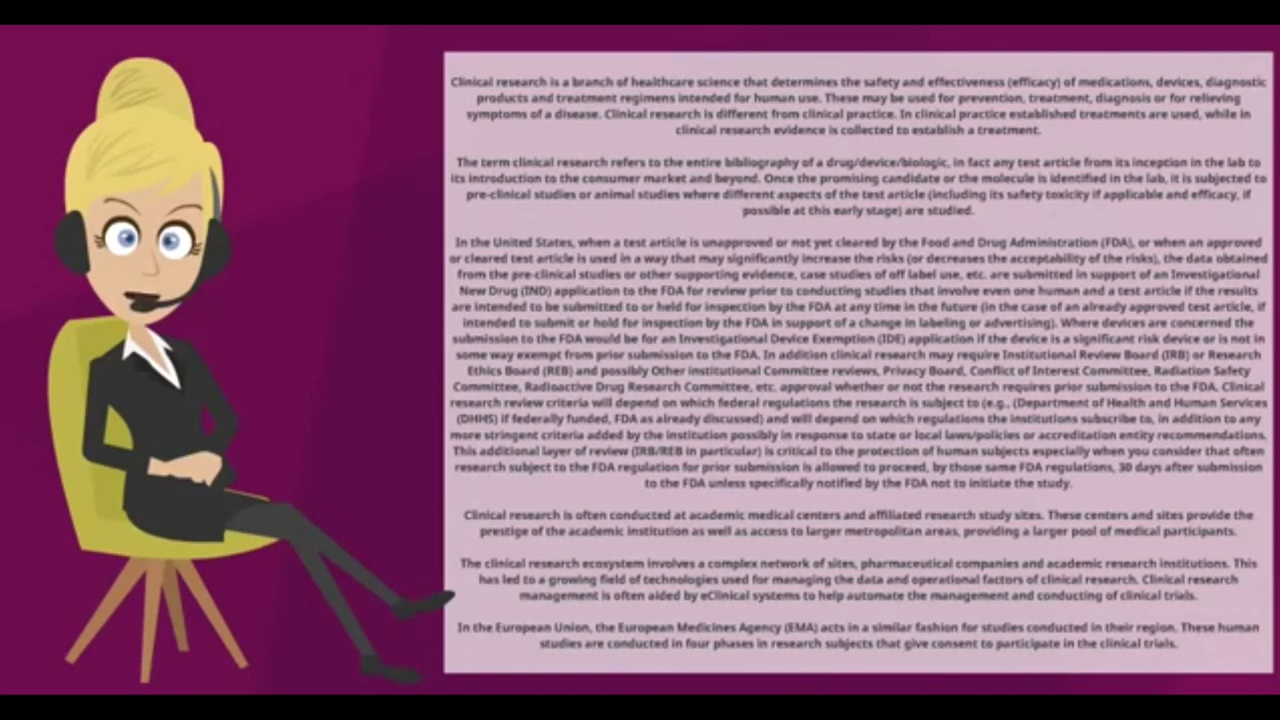 Clinical research is a branch of healthcare science that determines the safety and effectiveness (efficacy) of medications, devices, diagnostic
products and treatment regimens intended for human use. These may be used for prevention, treatment, diagnosis or for relieving
symptoms of a disease. Clinical research is different from clinical practice. In clinical practice established treatments are used, while in
clinical research evidence is collected to establish a treatment.
The term clinical research refers to the entire bibliography of a drug/device/biologic, in fact any test article from its inception in the lab to
its introduction to the consumer market and beyond. Once the promising candidate or the molecule is identified in the lab, it is subjected to
pre-clinical studies or animal studies where different aspects of the test article (including its safety toxicity if applicable and efficacy, if
possible at this early stage) are studied.
In the United States, when a test article is unapproved or not yet cleared by the Food and Drug Administration (FDA), or when an approved
or cleared test article is used in a way that may significantly increase the risks (or decreases the acceptability of the risks), the data obtained
from the pre-clinical studies or other supporting evidence, case studies of off label use, etc. are submitted in support of an Investigational
New Drug (IND) application to the FDA for review prior to conducting studies that involve even one human and a test article if the results
are intended to be submitted to or held for inspection by the FDA at any time in the future (in the case of an already approved test article, if
intended to submit or hold for inspection by the FDA in support of a change in labeling or advertising). Where devices are concerned the
submission to the FDA would be for an Investigational Device Exemption (IDE) application if the device is a significant risk device or is not in
some way exempt from prior submission to the FDA. In addition clinical research may require Institutional Review Board (IRB) or Research
Ethics Board (REB) and possibly Other institutional Committee reviews, Privacy Board, Conflict of Interest Committee, Radiation Safety
Committee, Radioactive Drug Research Committee, etc. approval whether or not the research requires prior submission to the FDA. Clinical
research review criteria will depend on which federal regulations the research is subject to (e.g., (Department of Health and Human Services
(DHHS) if federally funded, FDA as already discussed) and will depend on which regulations the institutions subscribe to, in addition to any
more stringent criteria added by the institution possibly in response to state or local laws/policies or accreditation entity recommendations.
This additional layer of review (IRB/REB in particular) is critical to the protection of human subjects especially when you consider that often
research subject to the FDA regulation for prior submission is allowed to proceed, by those same FDA regulations, 30 days after submission
to the FDA unless specifically notified by the FDA not to initiate the study.
Clinical research is often conducted at academic medical centers and affiliated research study sites. These centers and sites provide the
prestige of the academic institution as well as access to larger metropolitan areas, providing a larger pool of medical participants.
The clinical research ecosystem involves a complex network of sites, pharmaceutical companies and academic research institutions. This
has led to a growing field of technologies used for managing the data and operational factors of clinical research. Clinical research
management is often aided by eClinical systems to help automate the management and conducting of clinical trials.
In the European Union, the European Medicines Agency (EMA) acts in a similar fashion for studies conducted in their region. These human
studies are conducted in four phases in research subjects that give consent to participate in the clinical trials.